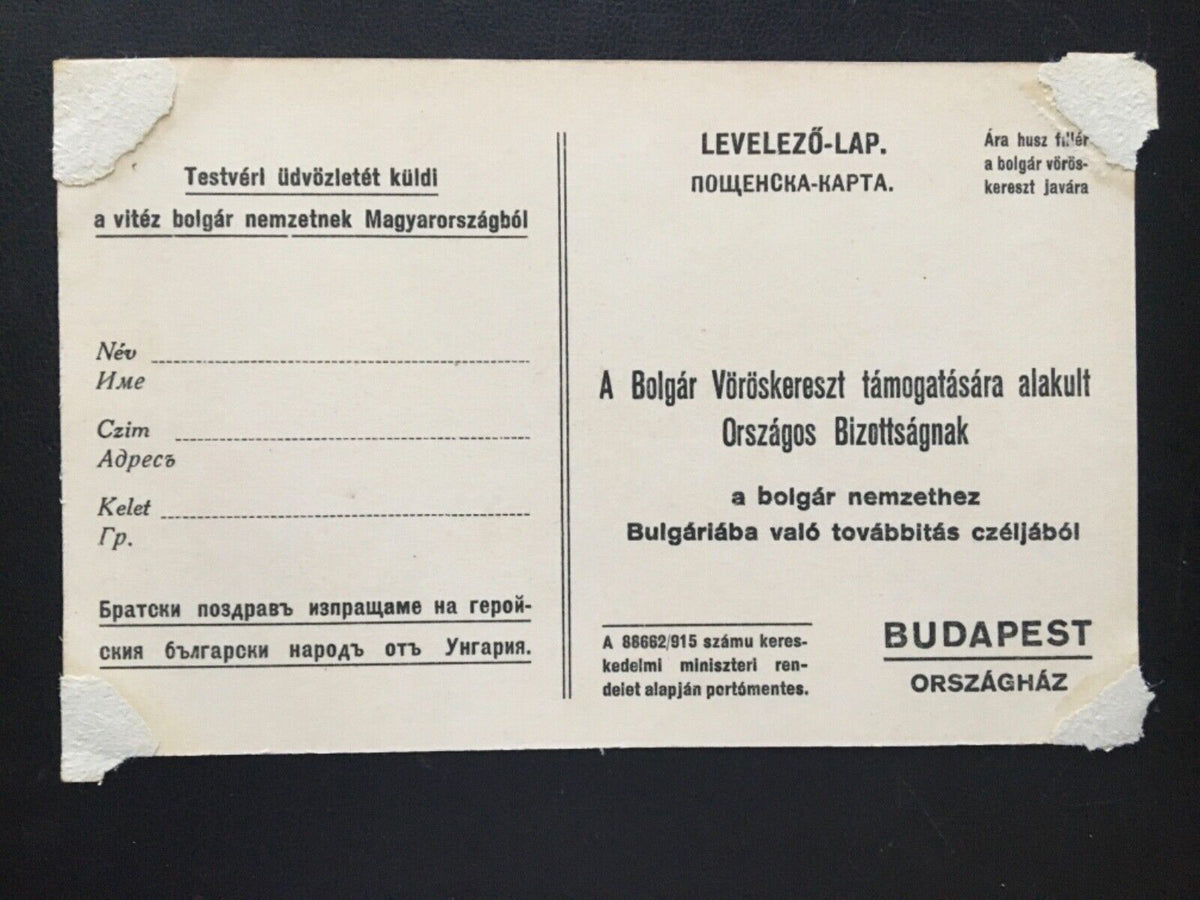 Testvéri üdvözletét küldi
a vitéz bolgár nemzetnek Magyarországból
Név
Име
Czim
Адресъ
Kelet
Гр.
Братски поздравъ изпращаме на герой-
ския български народъ отъ Унгария.
LEVELEZŐ-LAP.
ПОЩЕНСКА-КАРТА.
Ára husz fillér
a bolgár vörös-
kereszt javára
A Bolgár Vöröskereszt támogatására alakult
Országos Bizottságnak
a bolgár nemzethez
Bulgáriába való továbbitás czéljából
A 88662/915 számu keres-
kedelmi miniszteri ren-
delet alapján portómentes.
BUDAPEST
ORSZÁGHÁZ